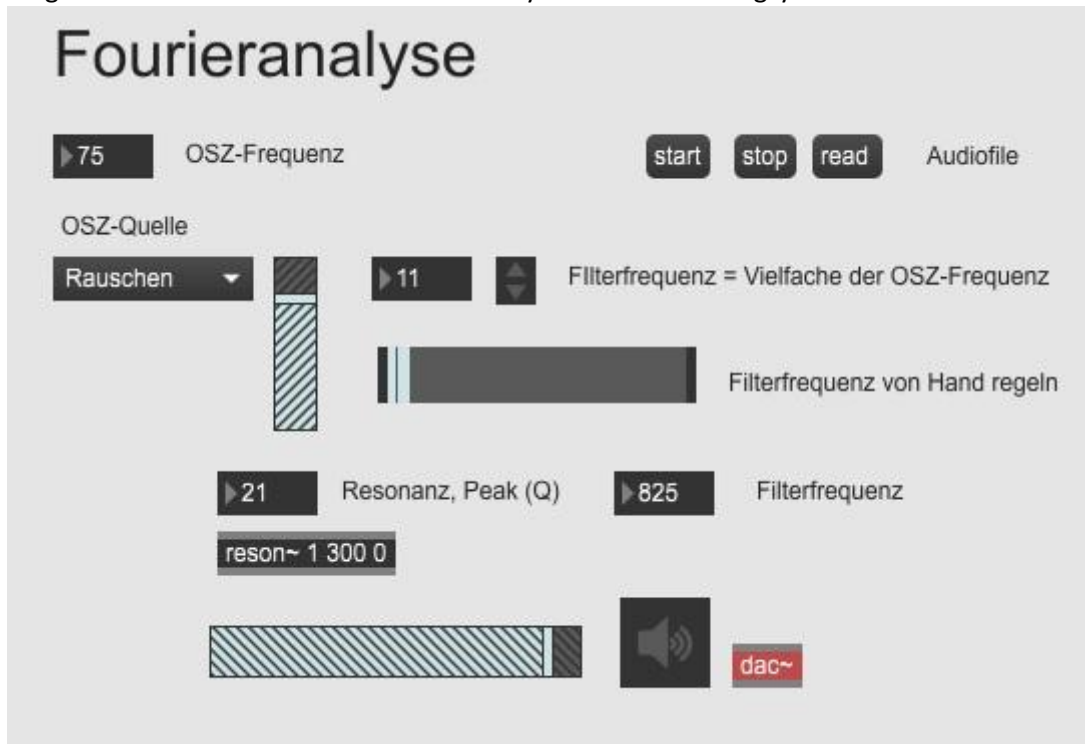 Fourieranalyse
75 OSZ-Frequenz start stop read Audiofile
OSZ-Quelle
Rauschen 11 FIlterfrequenz = Vielfache der OSZ-Frequenz
Filterfrequenz von Hand regeln
21 Resonanz, Peak (Q) 825 Filterfrequenz
reson~ 1 300 0
dac~